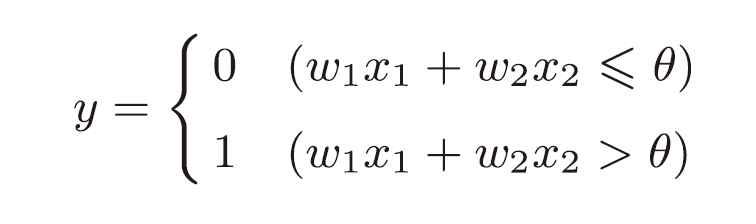 y = { 0 (w₁x₁ + w₂x₂ ⩽ θ)
1 (w₁x₁ + w₂x₂ > θ)